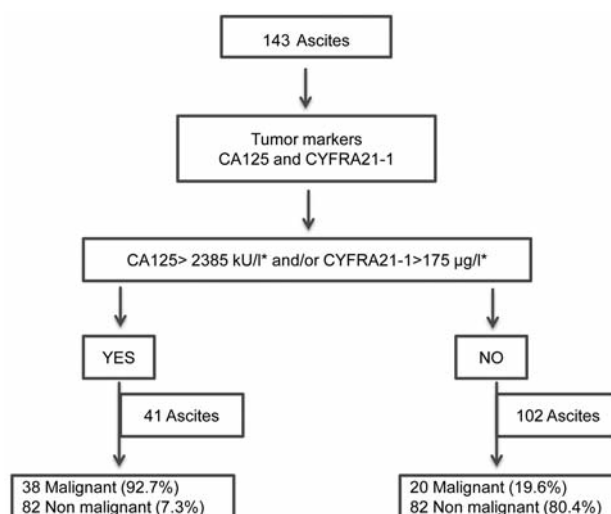 143 Ascites
Tumor markers
CA125 and CYFRA21-1
CA125> 2385 kU/l* and/or CYFRA21-1>175 µg/l*
YES
NO
41 Ascites
102 Ascites
38 Malignant (92.7%)
82 Non malignant (7.3%)
20 Malignant (19.6%)
82 Non malignant (80.4%)